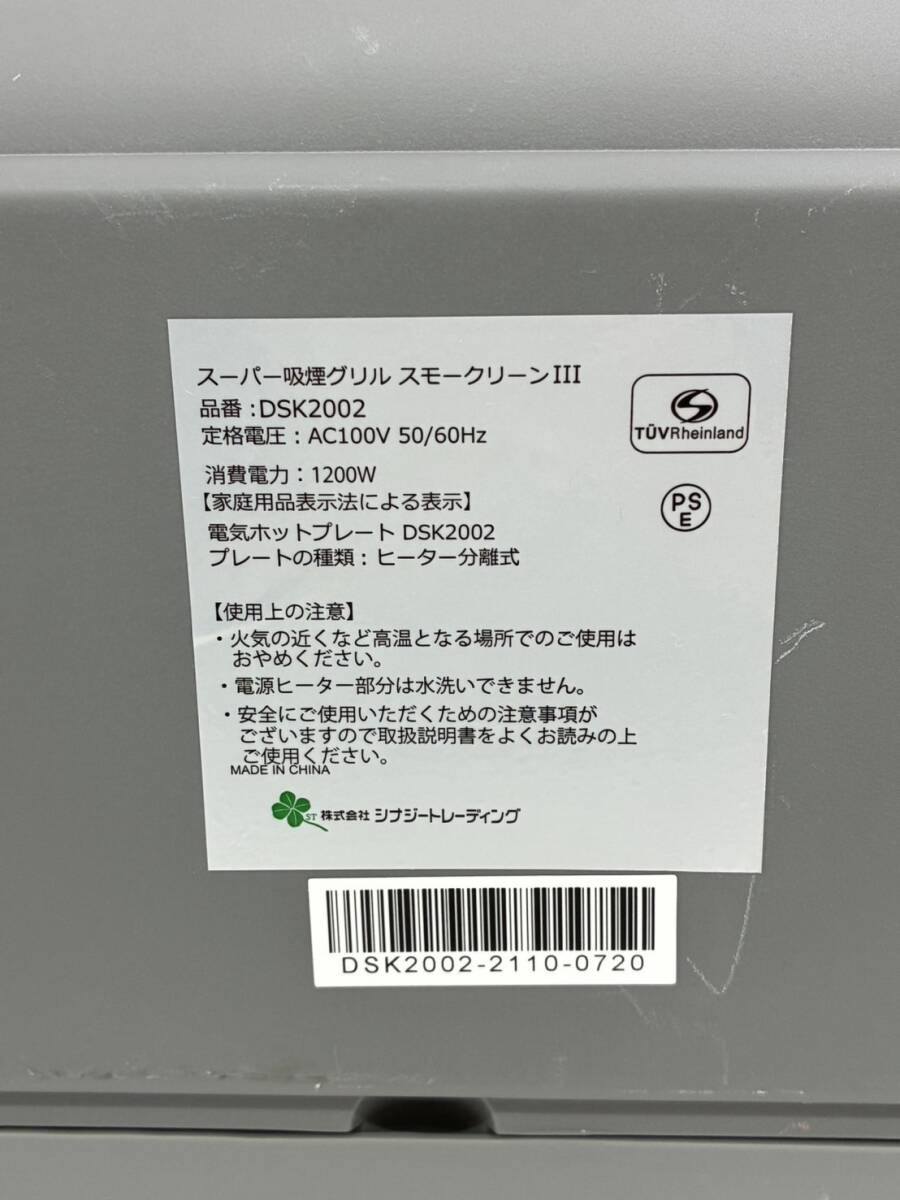 スーパー吸煙グリル スモークリーンIII
品番:DSK2002
定格電圧：AC100V 50/60Hz
消費電力：1200W
【家庭用品表示法による表示】
電気ホットプレート DSK2002
プレートの種類：ヒーター分離式
TÜVRheinland
PS
E
【使用上の注意】
・火気の近くなど高温となる場所でのご使用は
おやめください。
・電源ヒーター部分は水洗いできません。
・安全にご使用いただくための注意事項が
ございますので取扱説明書をよくお読みの上
ご使用ください。
MADE IN CHINA
ST 株式会社 シナジートレーディング
DSK2002-2110-0720